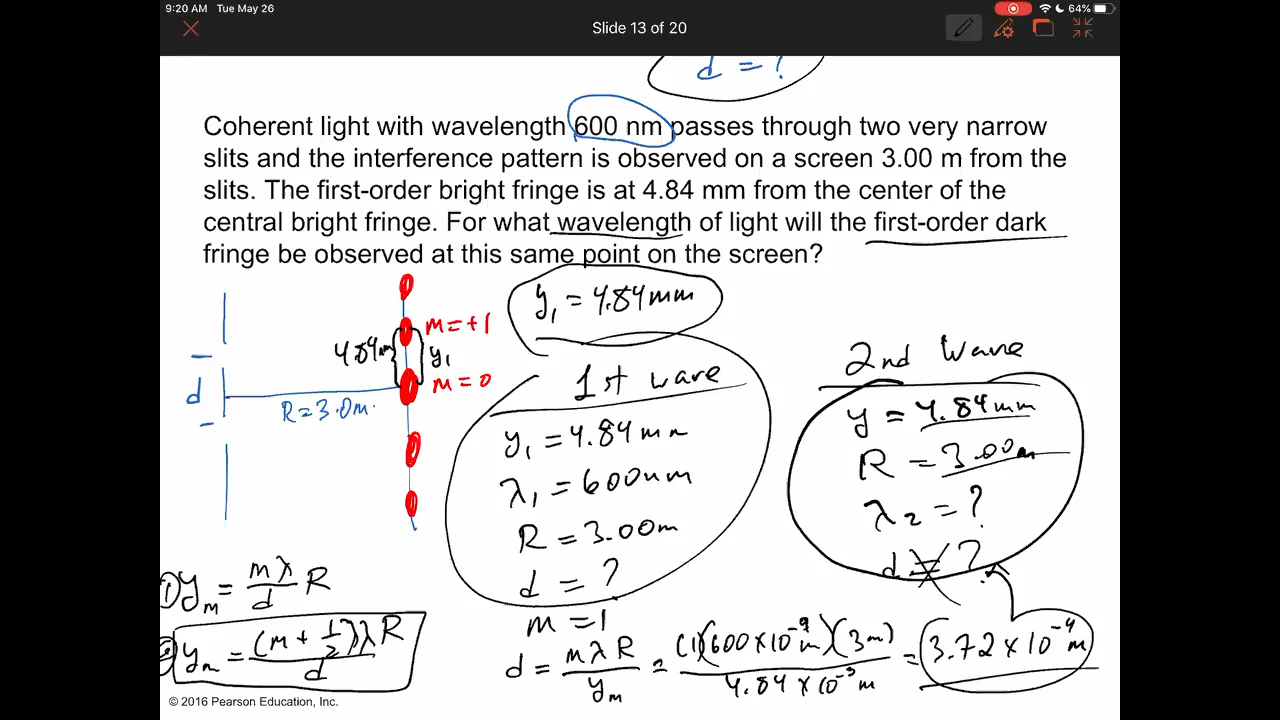 9:20 AM Tue May 26
64%
Slide 13 of 20
d = ?
Coherent light with wavelength 600 nm passes through two very narrow
slits and the interference pattern is observed on a screen 3.00 m from the
slits. The first-order bright fringe is at 4.84 mm from the center of the
central bright fringe. For what wavelength of light will the first-order dark
fringe be observed at this same point on the screen?
y₁ = 4.84mm
m=+1
4.84m
y₁
m=0
d
R=3.0m.
1st wave
y₁ = 4.84mm
λ₁ = 600nm
R = 3.00m
d = ?
m = 1
2nd Wave
y = 4.84mm
R = 3.00m
λ₂ = ?
d = ?
① yₘ = mλ/d R
② yₘ = (m + 1/2)λR/d
d = mλR/yₘ = (1)(600×10⁻⁹m)(3m)/4.84×10⁻³m = 3.72×10⁻⁴m
© 2016 Pearson Education, Inc.